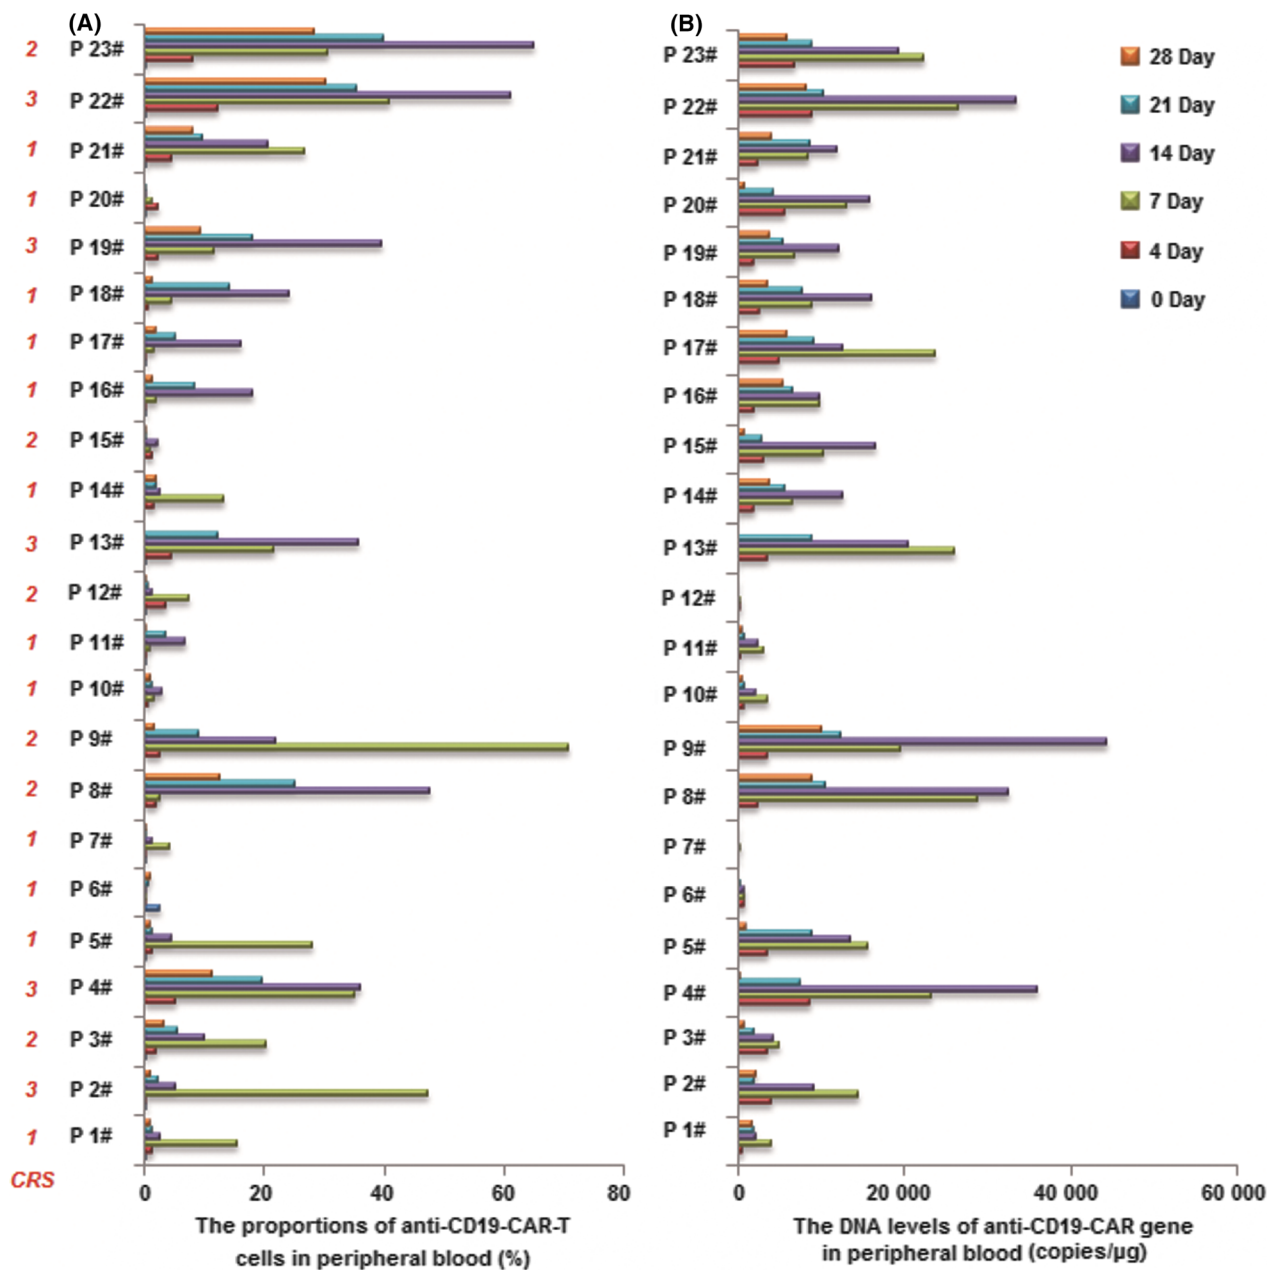 (A)
2 P 23#
3 P 22#
1 P 21#
1 P 20#
3 P 19#
1 P 18#
1 P 17#
1 P 16#
2 P 15#
1 P 14#
3 P 13#
2 P 12#
1 P 11#
1 P 10#
2 P 9#
2 P 8#
1 P 7#
1 P 6#
1 P 5#
3 P 4#
2 P 3#
3 P 2#
1 P 1#
CRS
0 20 40 60 80
The proportions of anti-CD19-CAR-T
cells in peripheral blood (%)
(B)
P 23#
P 22#
P 21#
P 20#
P 19#
P 18#
P 17#
P 16#
P 15#
P 14#
P 13#
P 12#
P 11#
P 10#
P 9#
P 8#
P 7#
P 6#
P 5#
P 4#
P 3#
P 2#
P 1#
0 20 000 40 000 60 000
The DNA levels of anti-CD19-CAR gene
in peripheral blood (copies/μg)
28 Day
21 Day
14 Day
7 Day
4 Day
0 Day